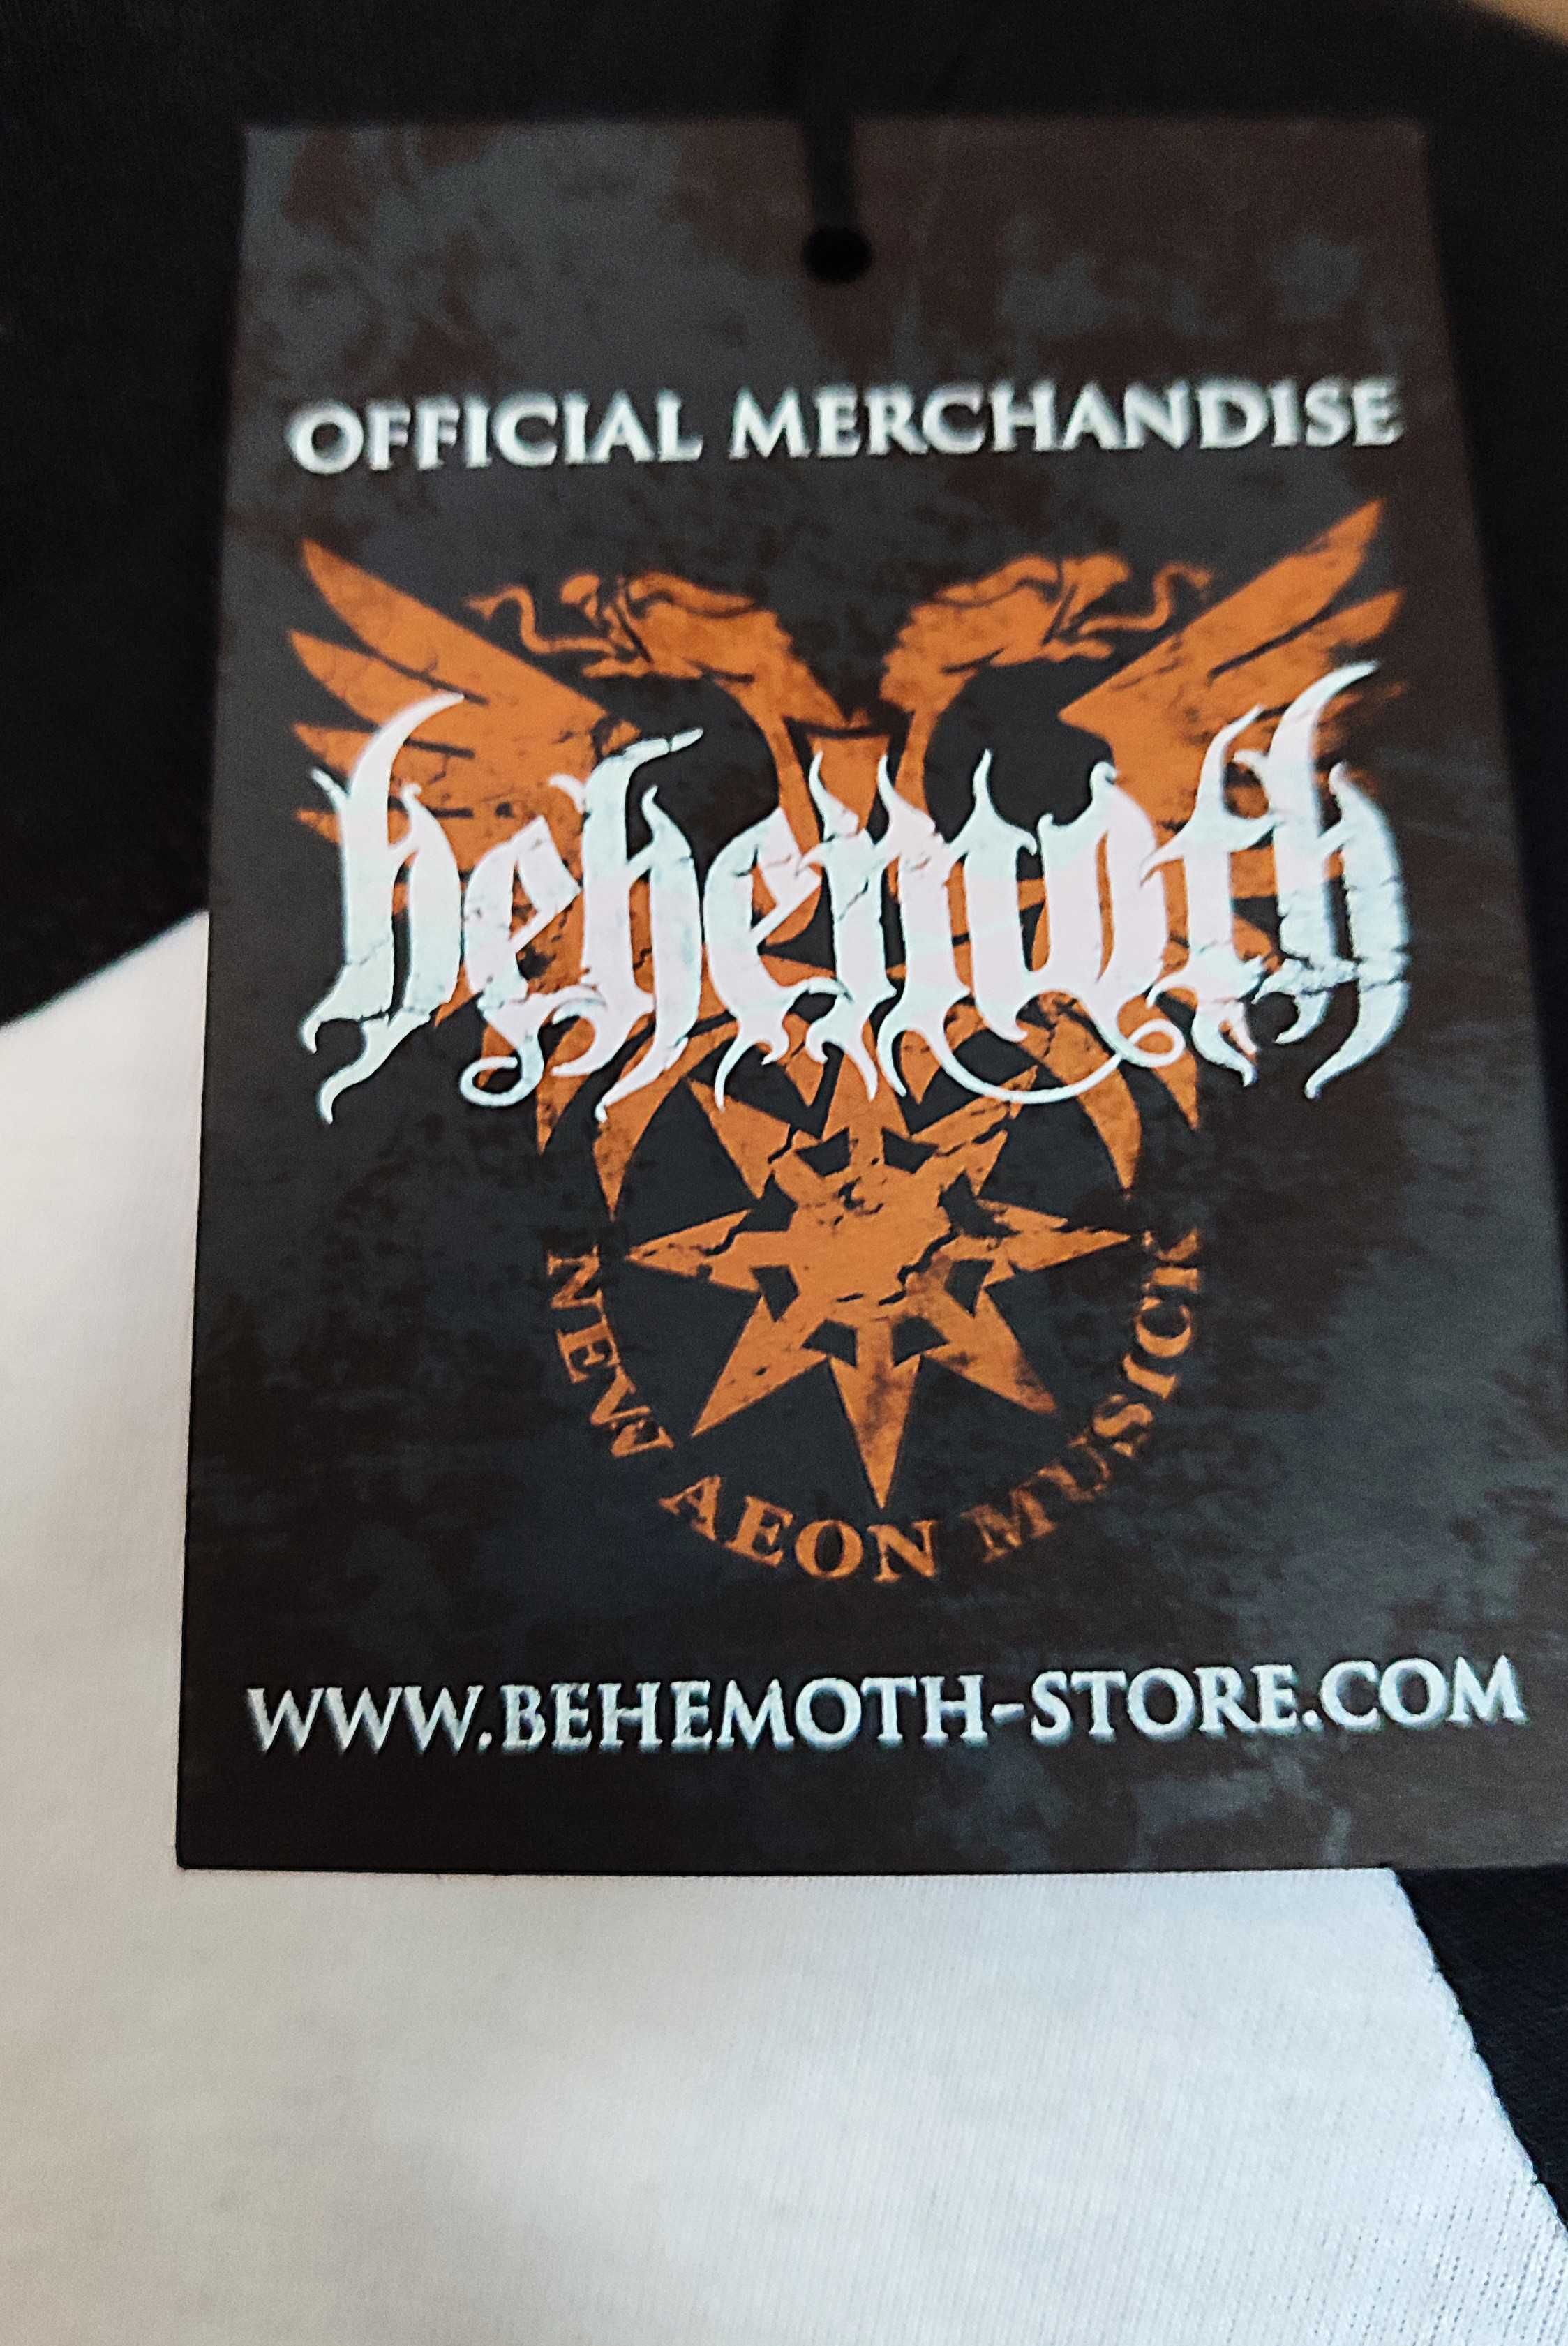 OFFICIAL MERCHANDISE
behemoth
NEW AEON MUSICK
WWW.BEHEMOTH-STORE.COM